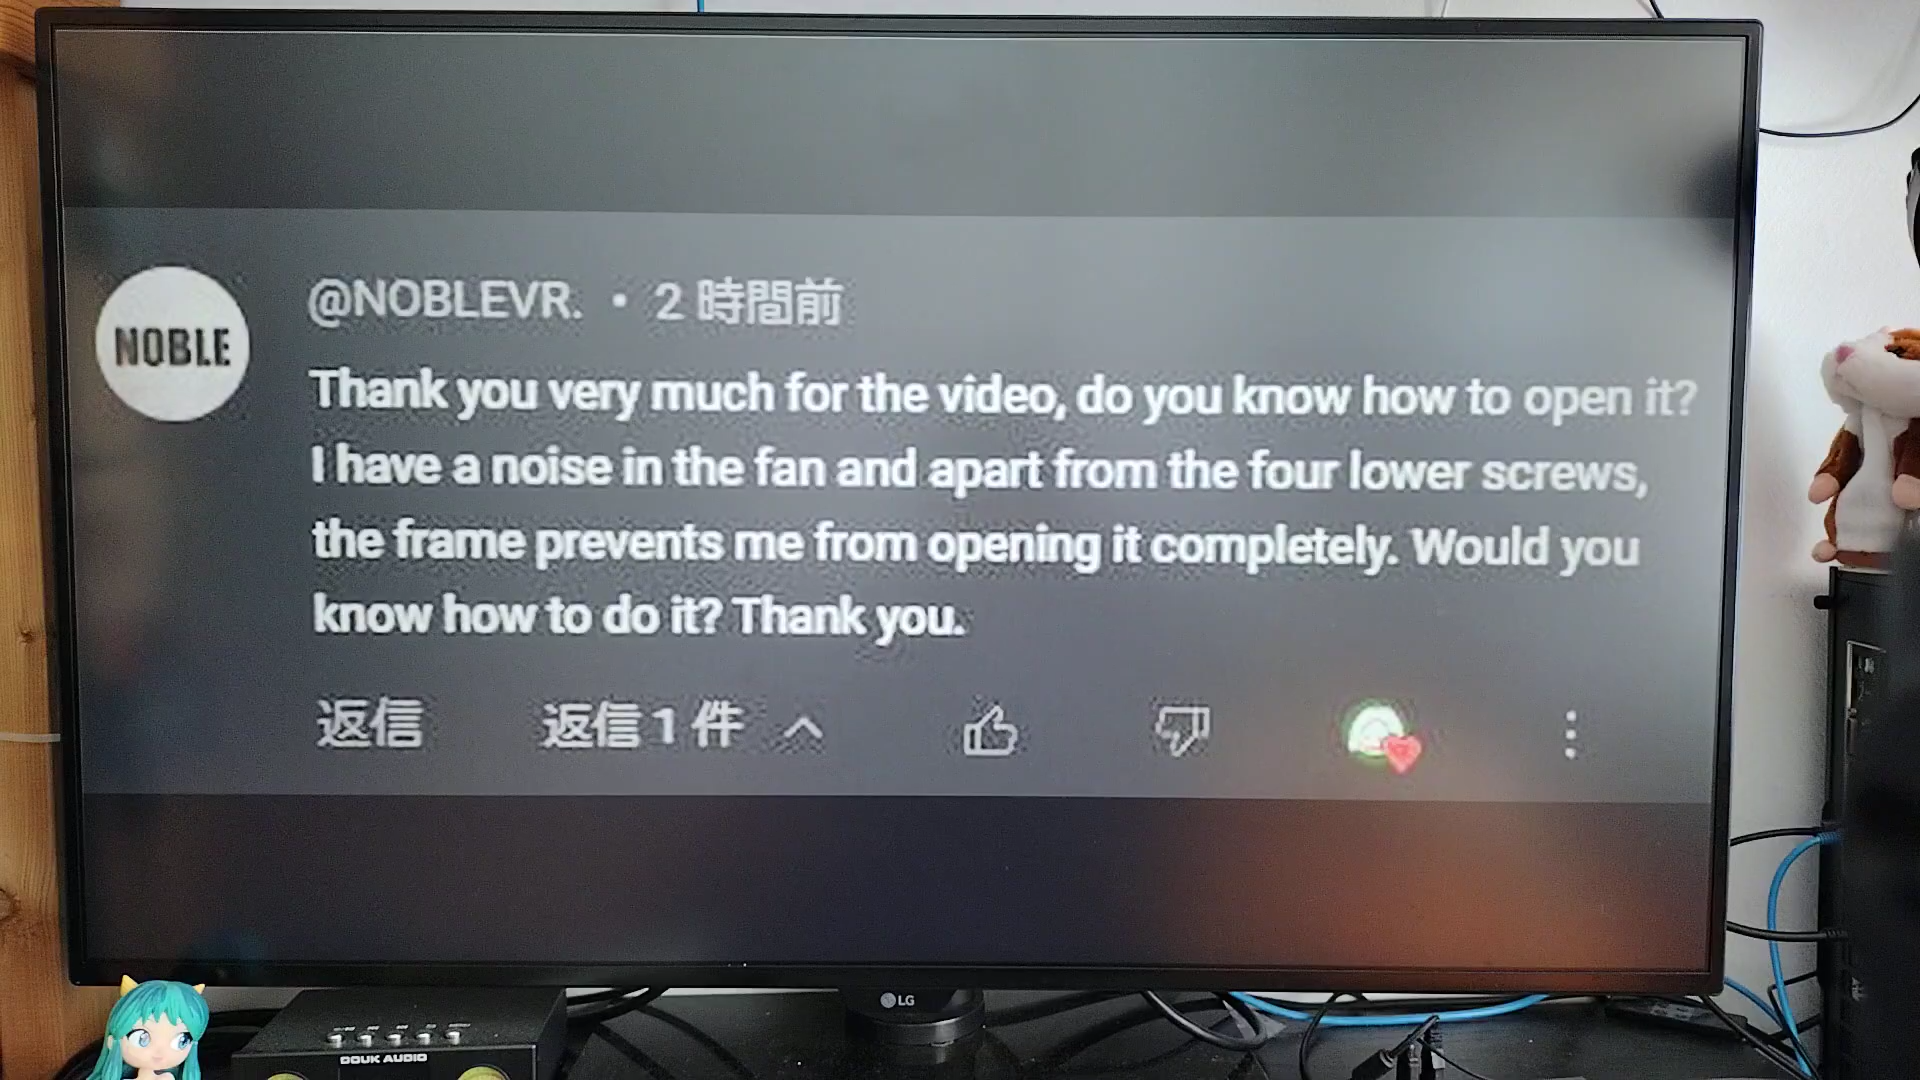 @NOBLEVR. • 2 時間前
NOBLE
Thank you very much for the video, do you know how to open it?
I have a noise in the fan and apart from the four lower screws,
the frame prevents me from opening it completely. Would you
know how to do it? Thank you.
返信 返信 1 件
LG
DOUK AUDIO